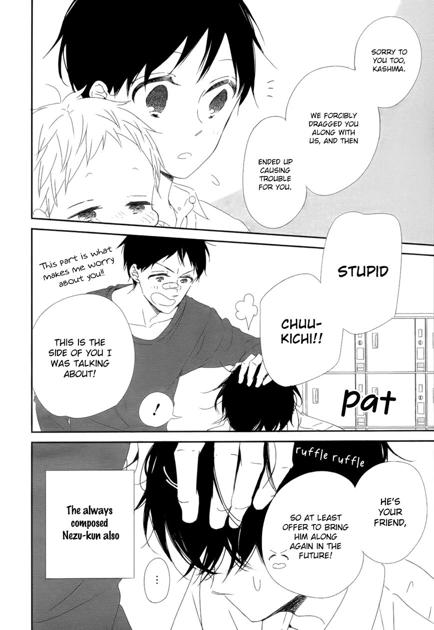 SORRY TO
YOU TOO,
KASHIMA.
WE FORCIBLY
DRAGGED YOU
ALONG WITH
US, AND THEN
ENDED UP
CAUSING
TROUBLE
FOR YOU.
STUPID
CHUU-
KICHI!!
pat
This part is what
makes me worry
about you!!
THIS IS THE
SIDE OF YOU I
WAS TALKING
ABOUT!
!
ruffle ruffle
HE'S
YOUR
FRIEND,
SO AT LEAST
OFFER TO BRING
HIM ALONG
AGAIN IN THE
FUTURE!
...
The always
composed
Nezu-kun also